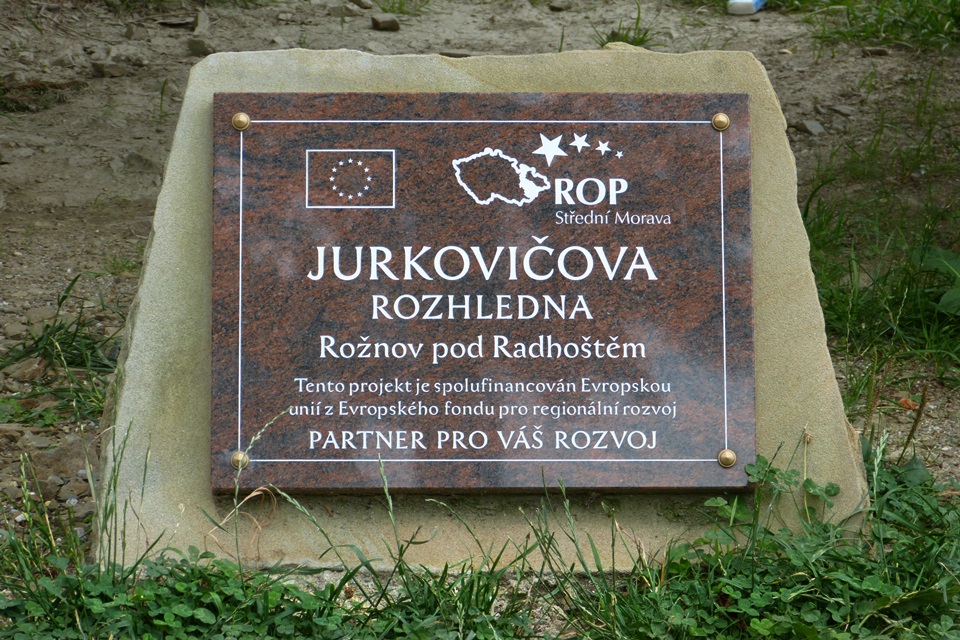 ROP
Střední Morava
JURKOVIČOVA
ROZHLEDNA
Rožnov pod Radhoštěm
Tento projekt je spolufinancován Evropskou
unií z Evropského fondu pro regionální rozvoj
PARTNER PRO VÁŠ ROZVOJ